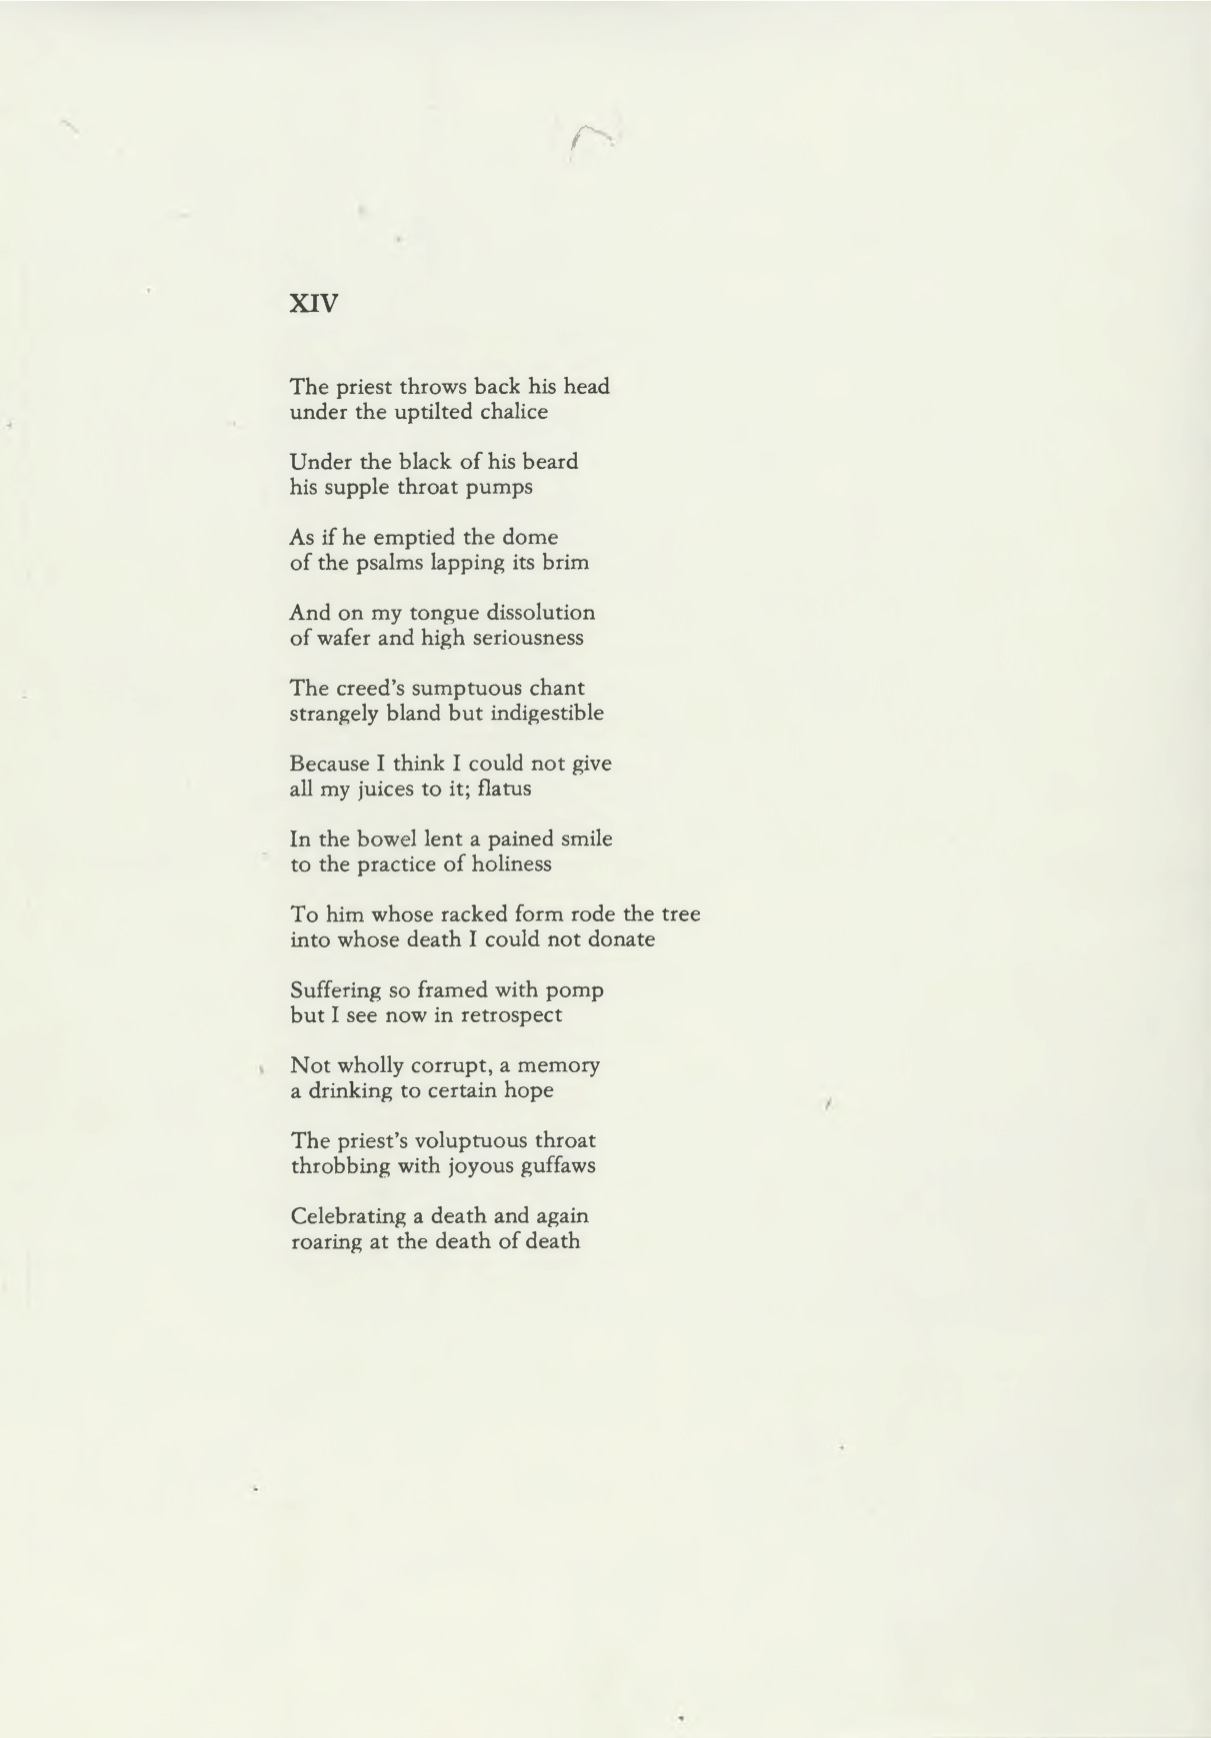 XIV
The priest throws back his head
under the uptilted chalice
Under the black of his beard
his supple throat pumps
As if he emptied the dome
of the psalms lapping its brim
And on my tongue dissolution
of wafer and high seriousness
The creed's sumptuous chant
strangely bland but indigestible
Because I think I could not give
all my juices to it; flatus
In the bowel lent a pained smile
to the practice of holiness
To him whose racked form rode the tree
into whose death I could not donate
Suffering so framed with pomp
but I see now in retrospect
Not wholly corrupt, a memory
a drinking to certain hope
The priest's voluptuous throat
throbbing with joyous guffaws
Celebrating a death and again
roaring at the death of death